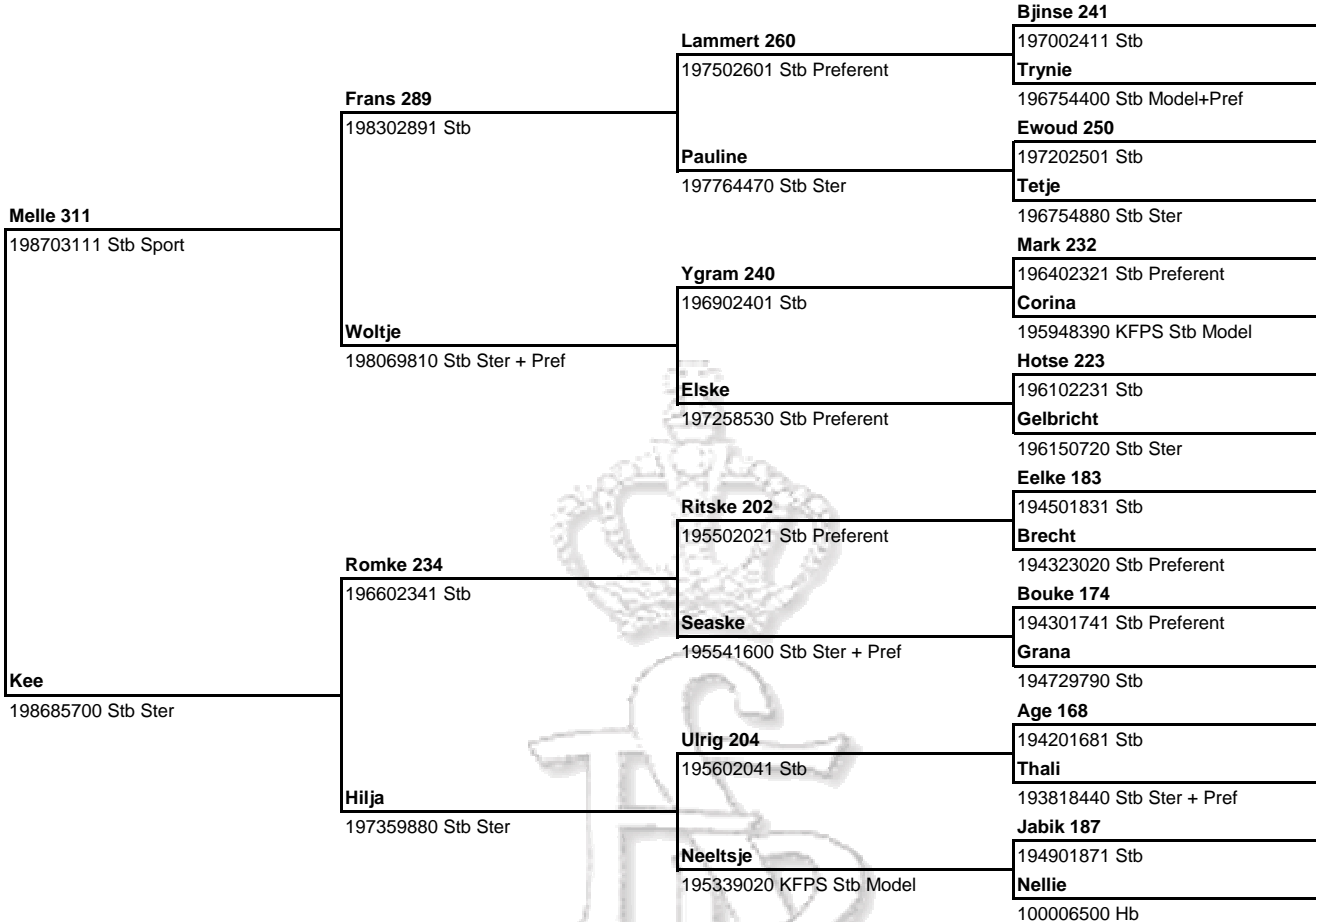 Bjinse 241
197002411 Stb
Lammert 260
197502601 Stb Preferent
Trynie
196754400 Stb Model+Pref
Frans 289
198302891 Stb
Ewoud 250
197202501 Stb
Pauline
197764470 Stb Ster
Tetje
196754880 Stb Ster
Melle 311
198703111 Stb Sport
Mark 232
196402321 Stb Preferent
Ygram 240
196902401 Stb
Corina
195948390 KFPS Stb Model
Woltje
198069810 Stb Ster + Pref
Hotse 223
196102231 Stb
Elske
197258530 Stb Preferent
Gelbricht
196150720 Stb Ster
Eelke 183
194501831 Stb
Ritske 202
195502021 Stb Preferent
Brecht
194323020 Stb Preferent
Romke 234
196602341 Stb
Bouke 174
194301741 Stb Preferent
Seaske
195541600 Stb Ster + Pref
Grana
194729790 Stb
Kee
198685700 Stb Ster
Age 168
194201681 Stb
Ulrig 204
195602041 Stb
Thali
193818440 Stb Ster + Pref
Hilja
197359880 Stb Ster
Jabik 187
194901871 Stb
Neeltsje
195339020 KFPS Stb Model
Nellie
100006500 Hb